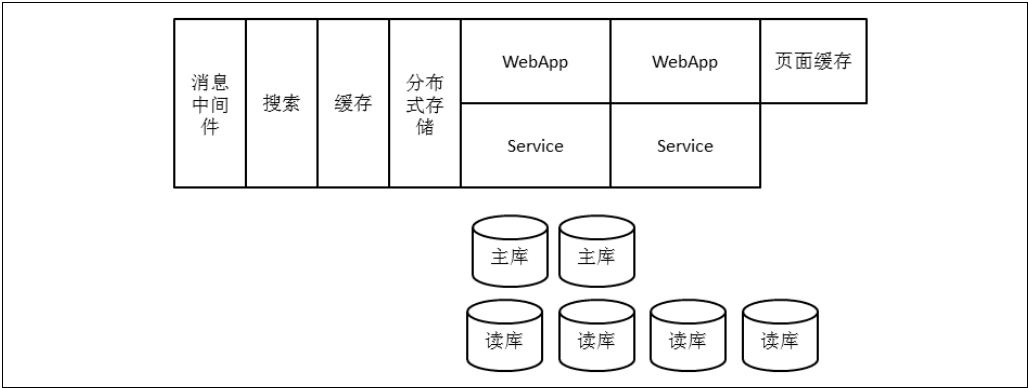 消息
中间
件
搜索
缓存
分布
式存
储
WebApp
WebApp
页面缓存
Service
Service
主库
主库
读库
读库
读库
读库